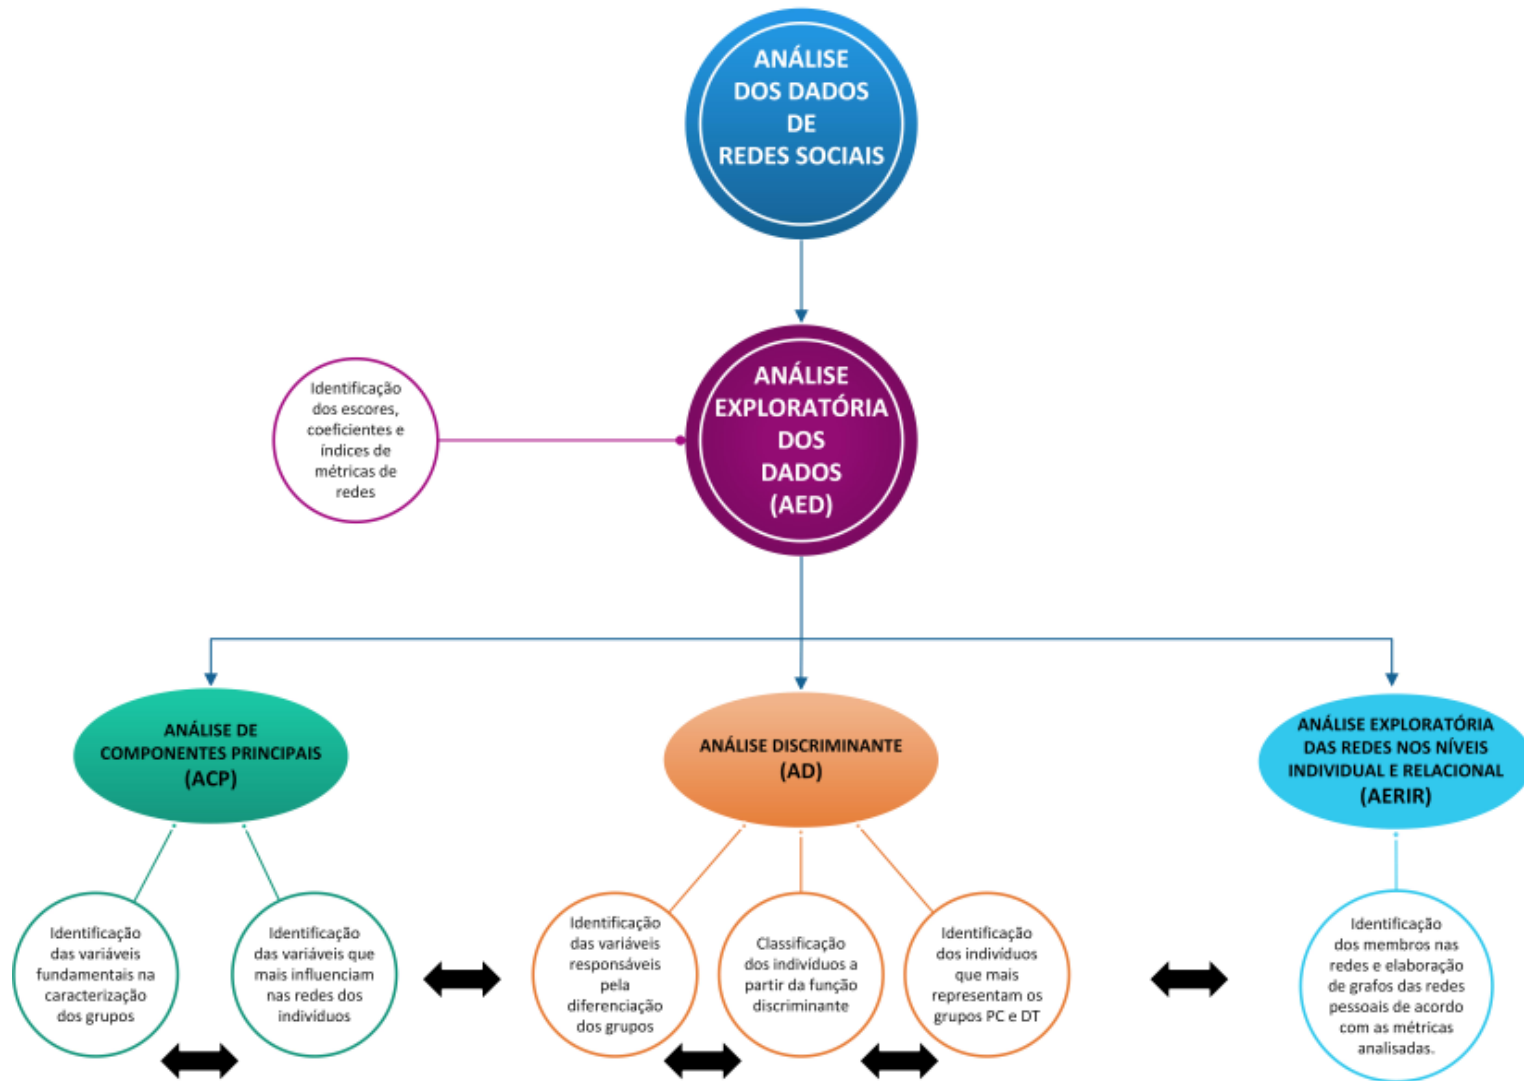 ANÁLISE
DOS DADOS
DE
REDES SOCIAIS
Identificação
dos escores,
coeficientes e
índices de
métricas de
redes
ANÁLISE
EXPLORATÓRIA
DOS
DADOS
(AED)
ANÁLISE DE
COMPONENTES PRINCIPAIS
(ACP)
ANÁLISE DISCRIMINANTE
(AD)
ANÁLISE EXPLORATÓRIA
DAS REDES NOS NÍVEIS
INDIVIDUAL E RELACIONAL
(AERIR)
Identificação
das variáveis
fundamentais na
caracterização
dos grupos
Identificação
das variáveis que
mais influenciam
nas redes dos
indivíduos
Identificação
das variáveis
responsáveis
pela
diferenciação
dos grupos
Classificação
dos indivíduos a
partir da função
discriminante
Identificação
dos indivíduos
que mais
representam os
grupos PC e DT
Identificação
dos membros nas
redes e elaboração
de grafos das redes
pessoais de acordo
com as métricas
analisadas.